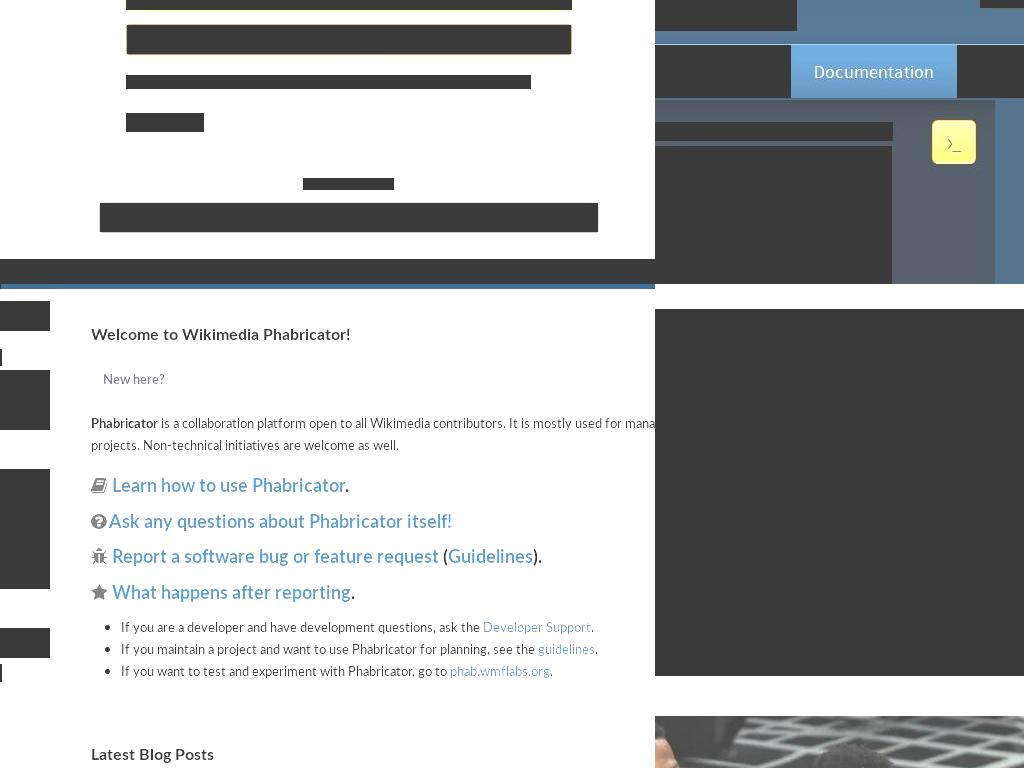 Documentation
>_
Welcome to Wikimedia Phabricator!
New here?
Phabricator is a collaboration platform open to all Wikimedia contributors. It is mostly used for mana
projects. Non-technical initiatives are welcome as well.
Learn how to use Phabricator.
Ask any questions about Phabricator itself!
Report a software bug or feature request (Guidelines).
What happens after reporting.
If you are a developer and have development questions, ask the Developer Support.
If you maintain a project and want to use Phabricator for planning, see the guidelines.
If you want to test and experiment with Phabricator, go to phab.wmflabs.org.
Latest Blog Posts